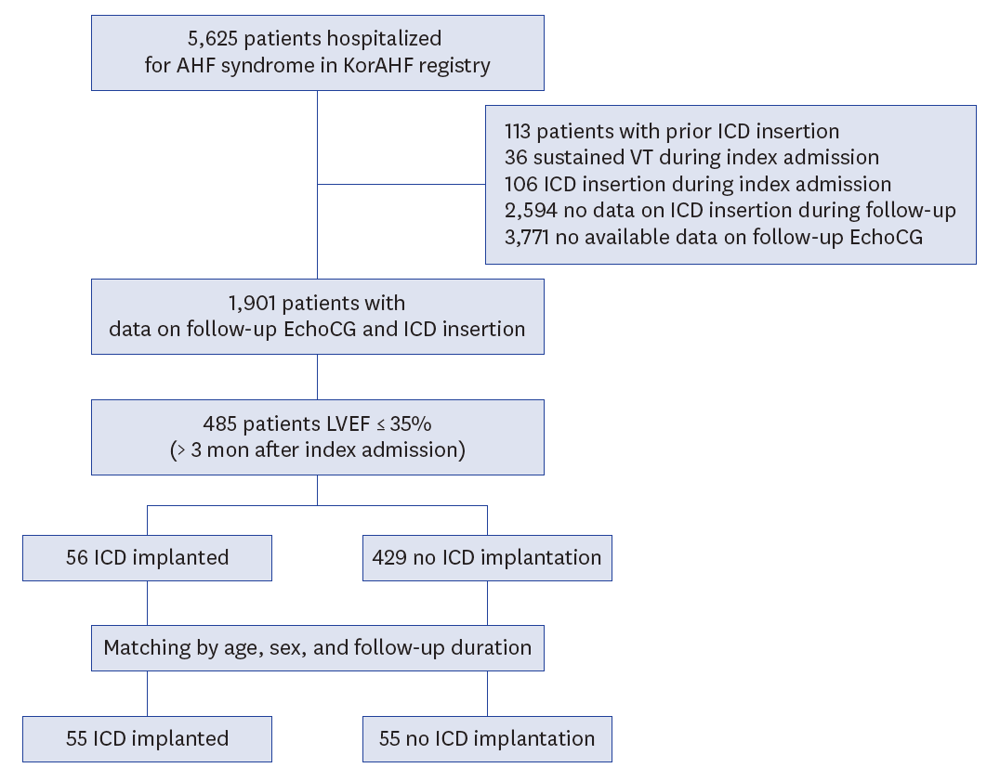 5,625 patients hospitalized
for AHF syndrome in KorAHF registry
113 patients with prior ICD insertion
36 sustained VT during index admission
106 ICD insertion during index admission
2,594 no data on ICD insertion during follow-up
3,771 no available data on follow-up EchoCG
1,901 patients with
data on follow-up EchoCG and ICD insertion
485 patients LVEF ≤ 35%
(> 3 mon after index admission)
56 ICD implanted
429 no ICD implantation
Matching by age, sex, and follow-up duration
55 ICD implanted
55 no ICD implantation